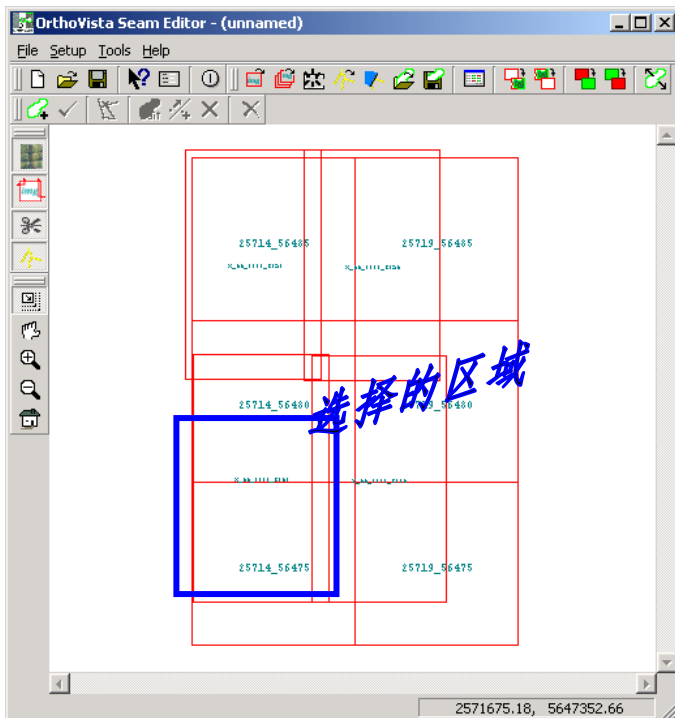 OrthoVista Seam Editor - (unnamed)
File Setup Tools Help
25714_56485 25719_56485
选择的区域
25714_56480 _56480
25714_56475 25719_56475
2571675.18, 5647352.66